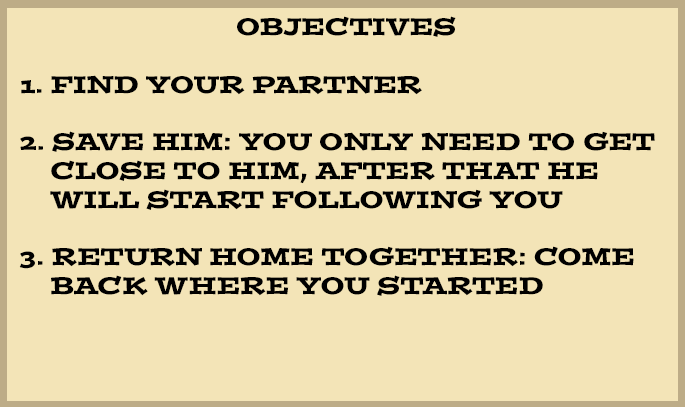 OBJECTIVES
1. FIND YOUR PARTNER
2. SAVE HIM: YOU ONLY NEED TO GET
CLOSE TO HIM, AFTER THAT HE
WILL START FOLLOWING YOU
3. RETURN HOME TOGETHER: COME
BACK WHERE YOU STARTED